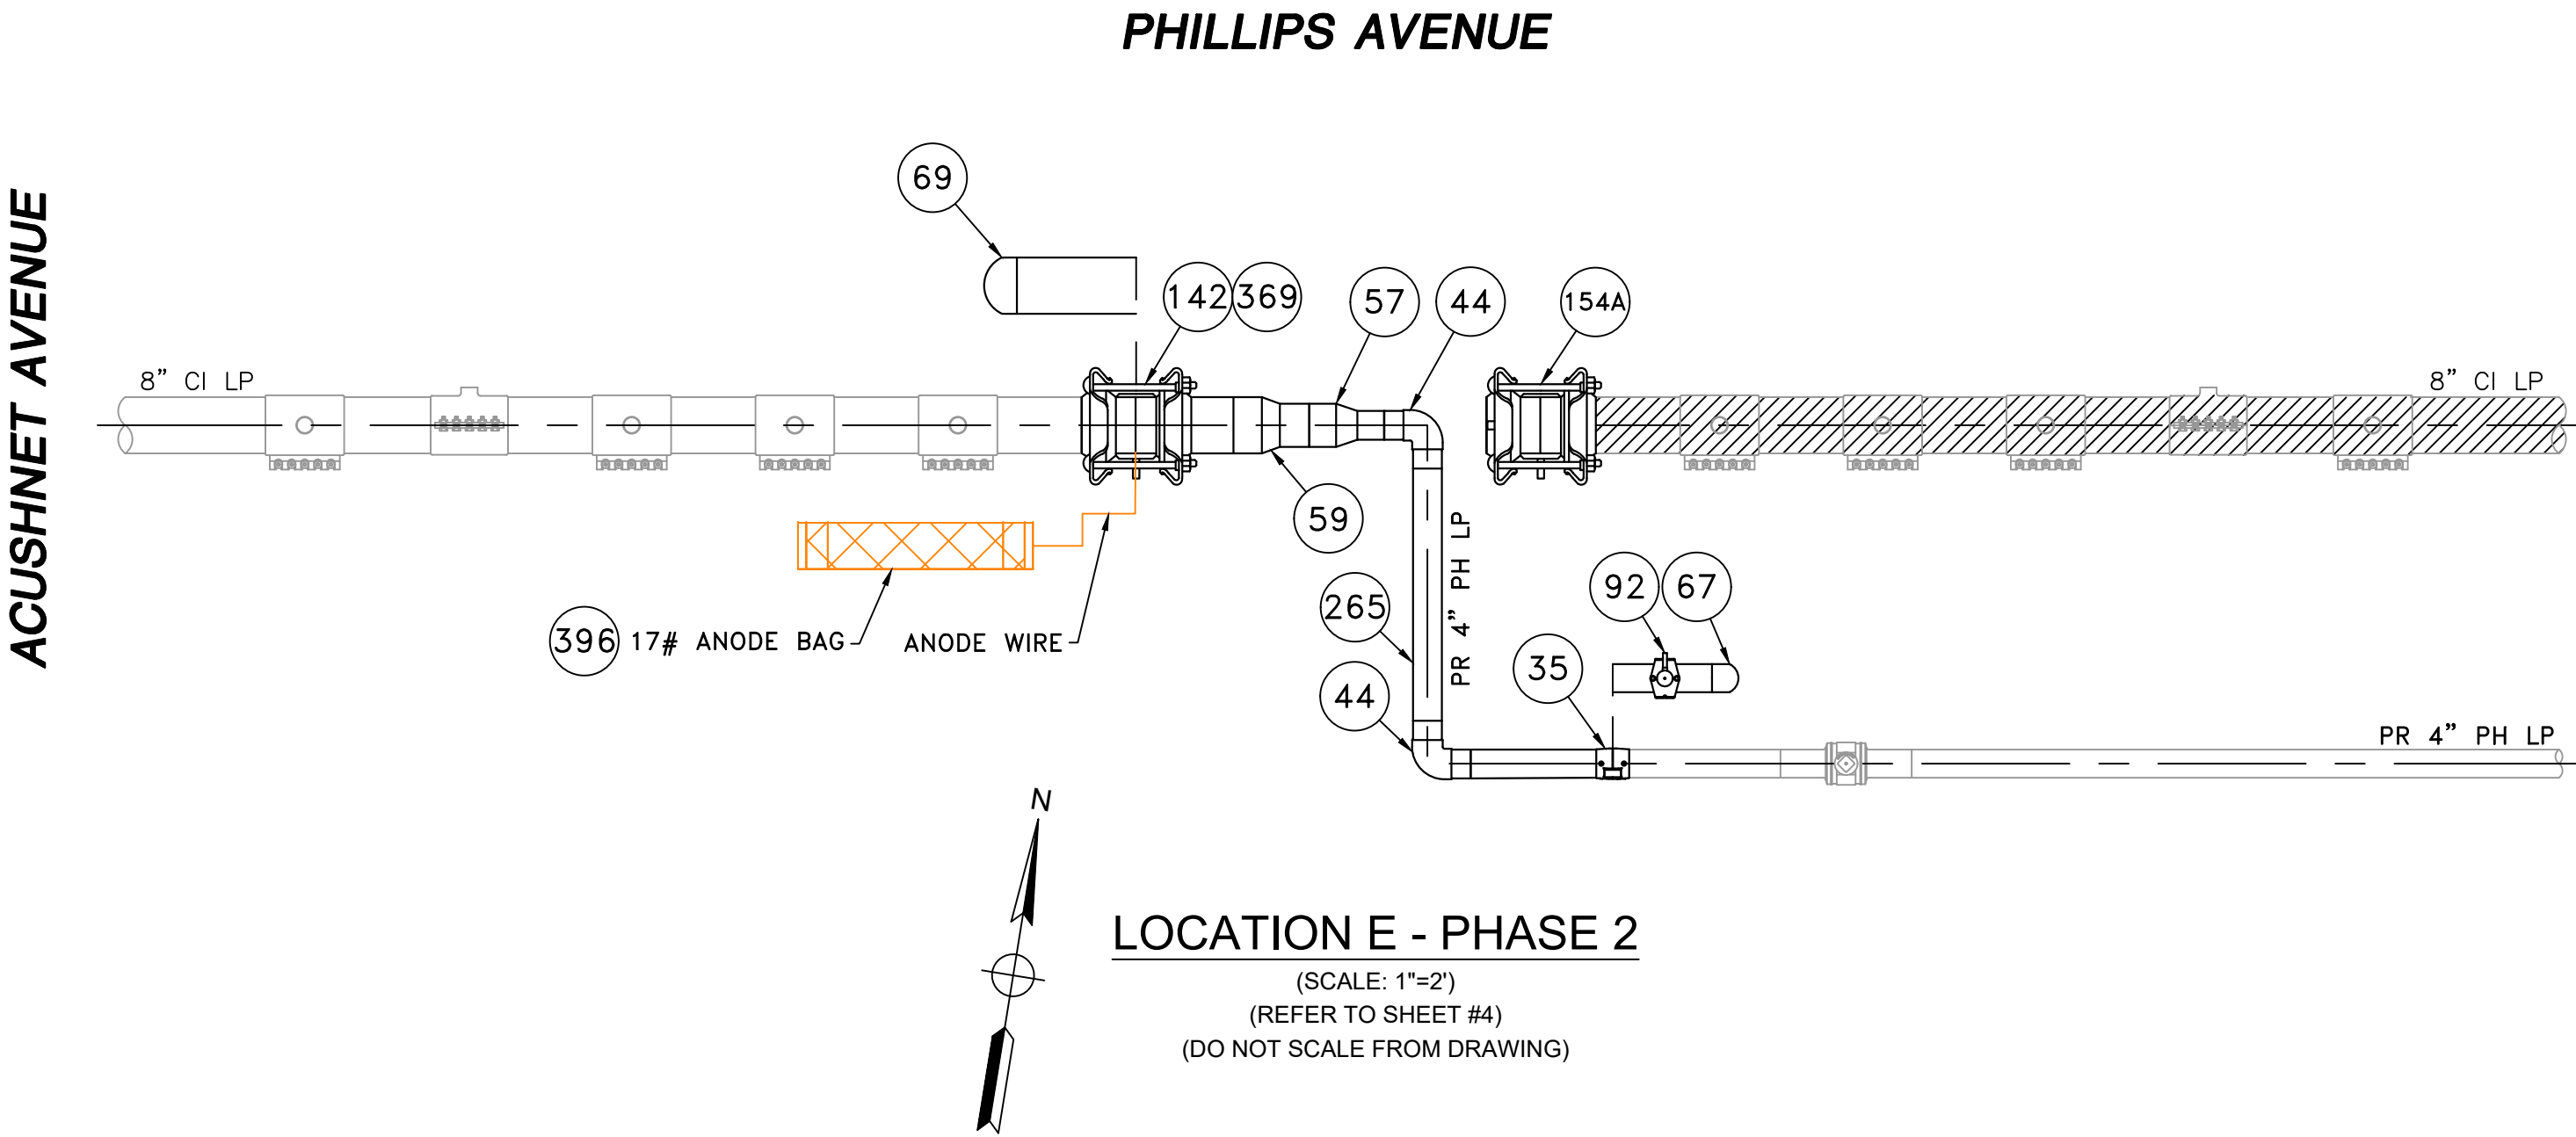 PHILLIPS AVENUE
ACUSHNET AVENUE
69
142
369
57
44
154A
8” CI LP
8” CI LP
59
PR 4” PH LP
265
92
67
396
17# ANODE BAG
ANODE WIRE
35
44
PR 4” PH LP
N
LOCATION E - PHASE 2
(SCALE: 1"=2')
(REFER TO SHEET #4)
(DO NOT SCALE FROM DRAWING)